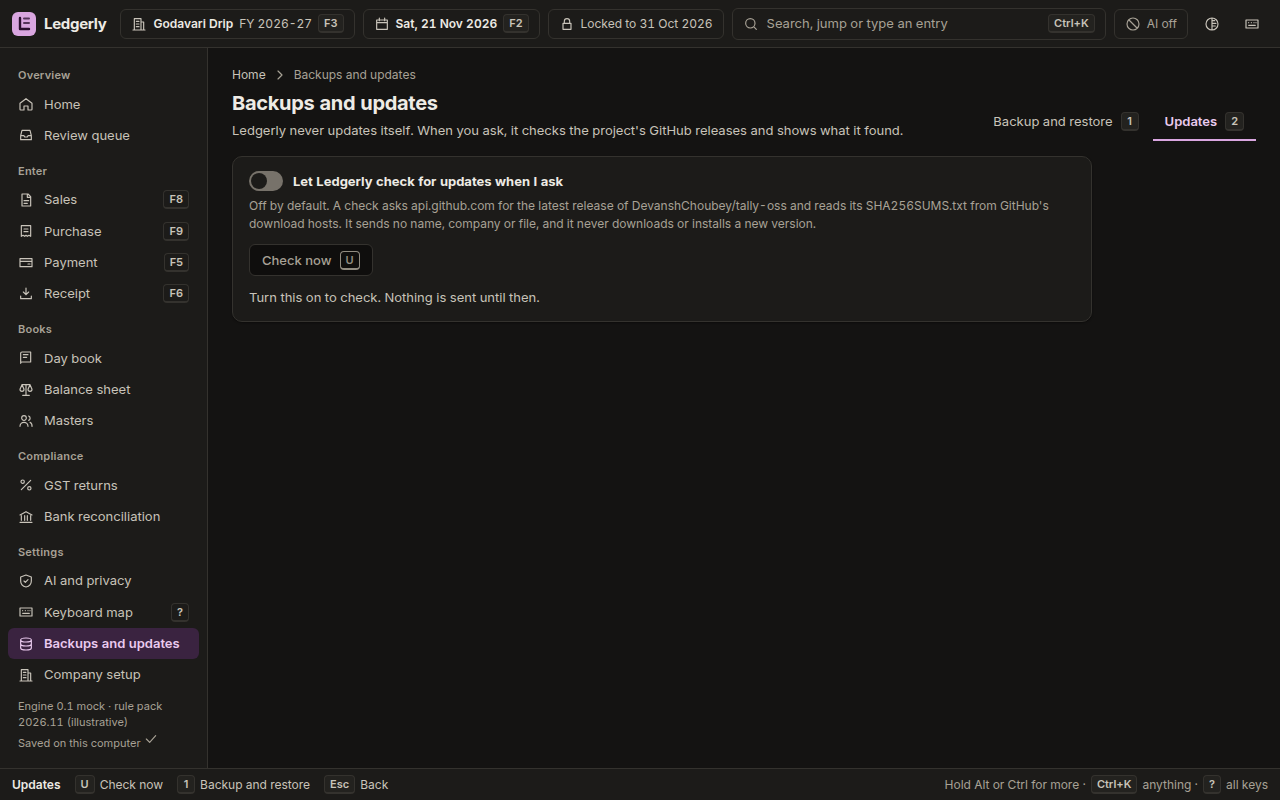 Ledgerly
Godavari Drip FY 2026-27 F3
Sat, 21 Nov 2026 F2
Locked to 31 Oct 2026
Search, jump or type an entry Ctrl+K
AI off
Overview
Home
Review queue
Enter
Sales F8
Purchase F9
Payment F5
Receipt F6
Books
Day book
Balance sheet
Masters
Compliance
GST returns
Bank reconciliation
Settings
AI and privacy
Keyboard map ?
Backups and updates
Company setup
Engine 0.1 mock · rule pack
2026.11 (illustrative)
Saved on this computer
Home > Backups and updates
Backups and updates
Ledgerly never updates itself. When you ask, it checks the project's GitHub releases and shows what it found.
Backup and restore 1
Updates 2
Let Ledgerly check for updates when I ask
Off by default. A check asks api.github.com for the latest release of DevanshChoubey/tally-oss and reads its SHA256SUMS.txt from GitHub's
download hosts. It sends no name, company or file, and it never downloads or installs a new version.
Check now U
Turn this on to check. Nothing is sent until then.
Updates U Check now 1 Backup and restore Esc Back
Hold Alt or Ctrl for more · Ctrl+K anything · ? all keys